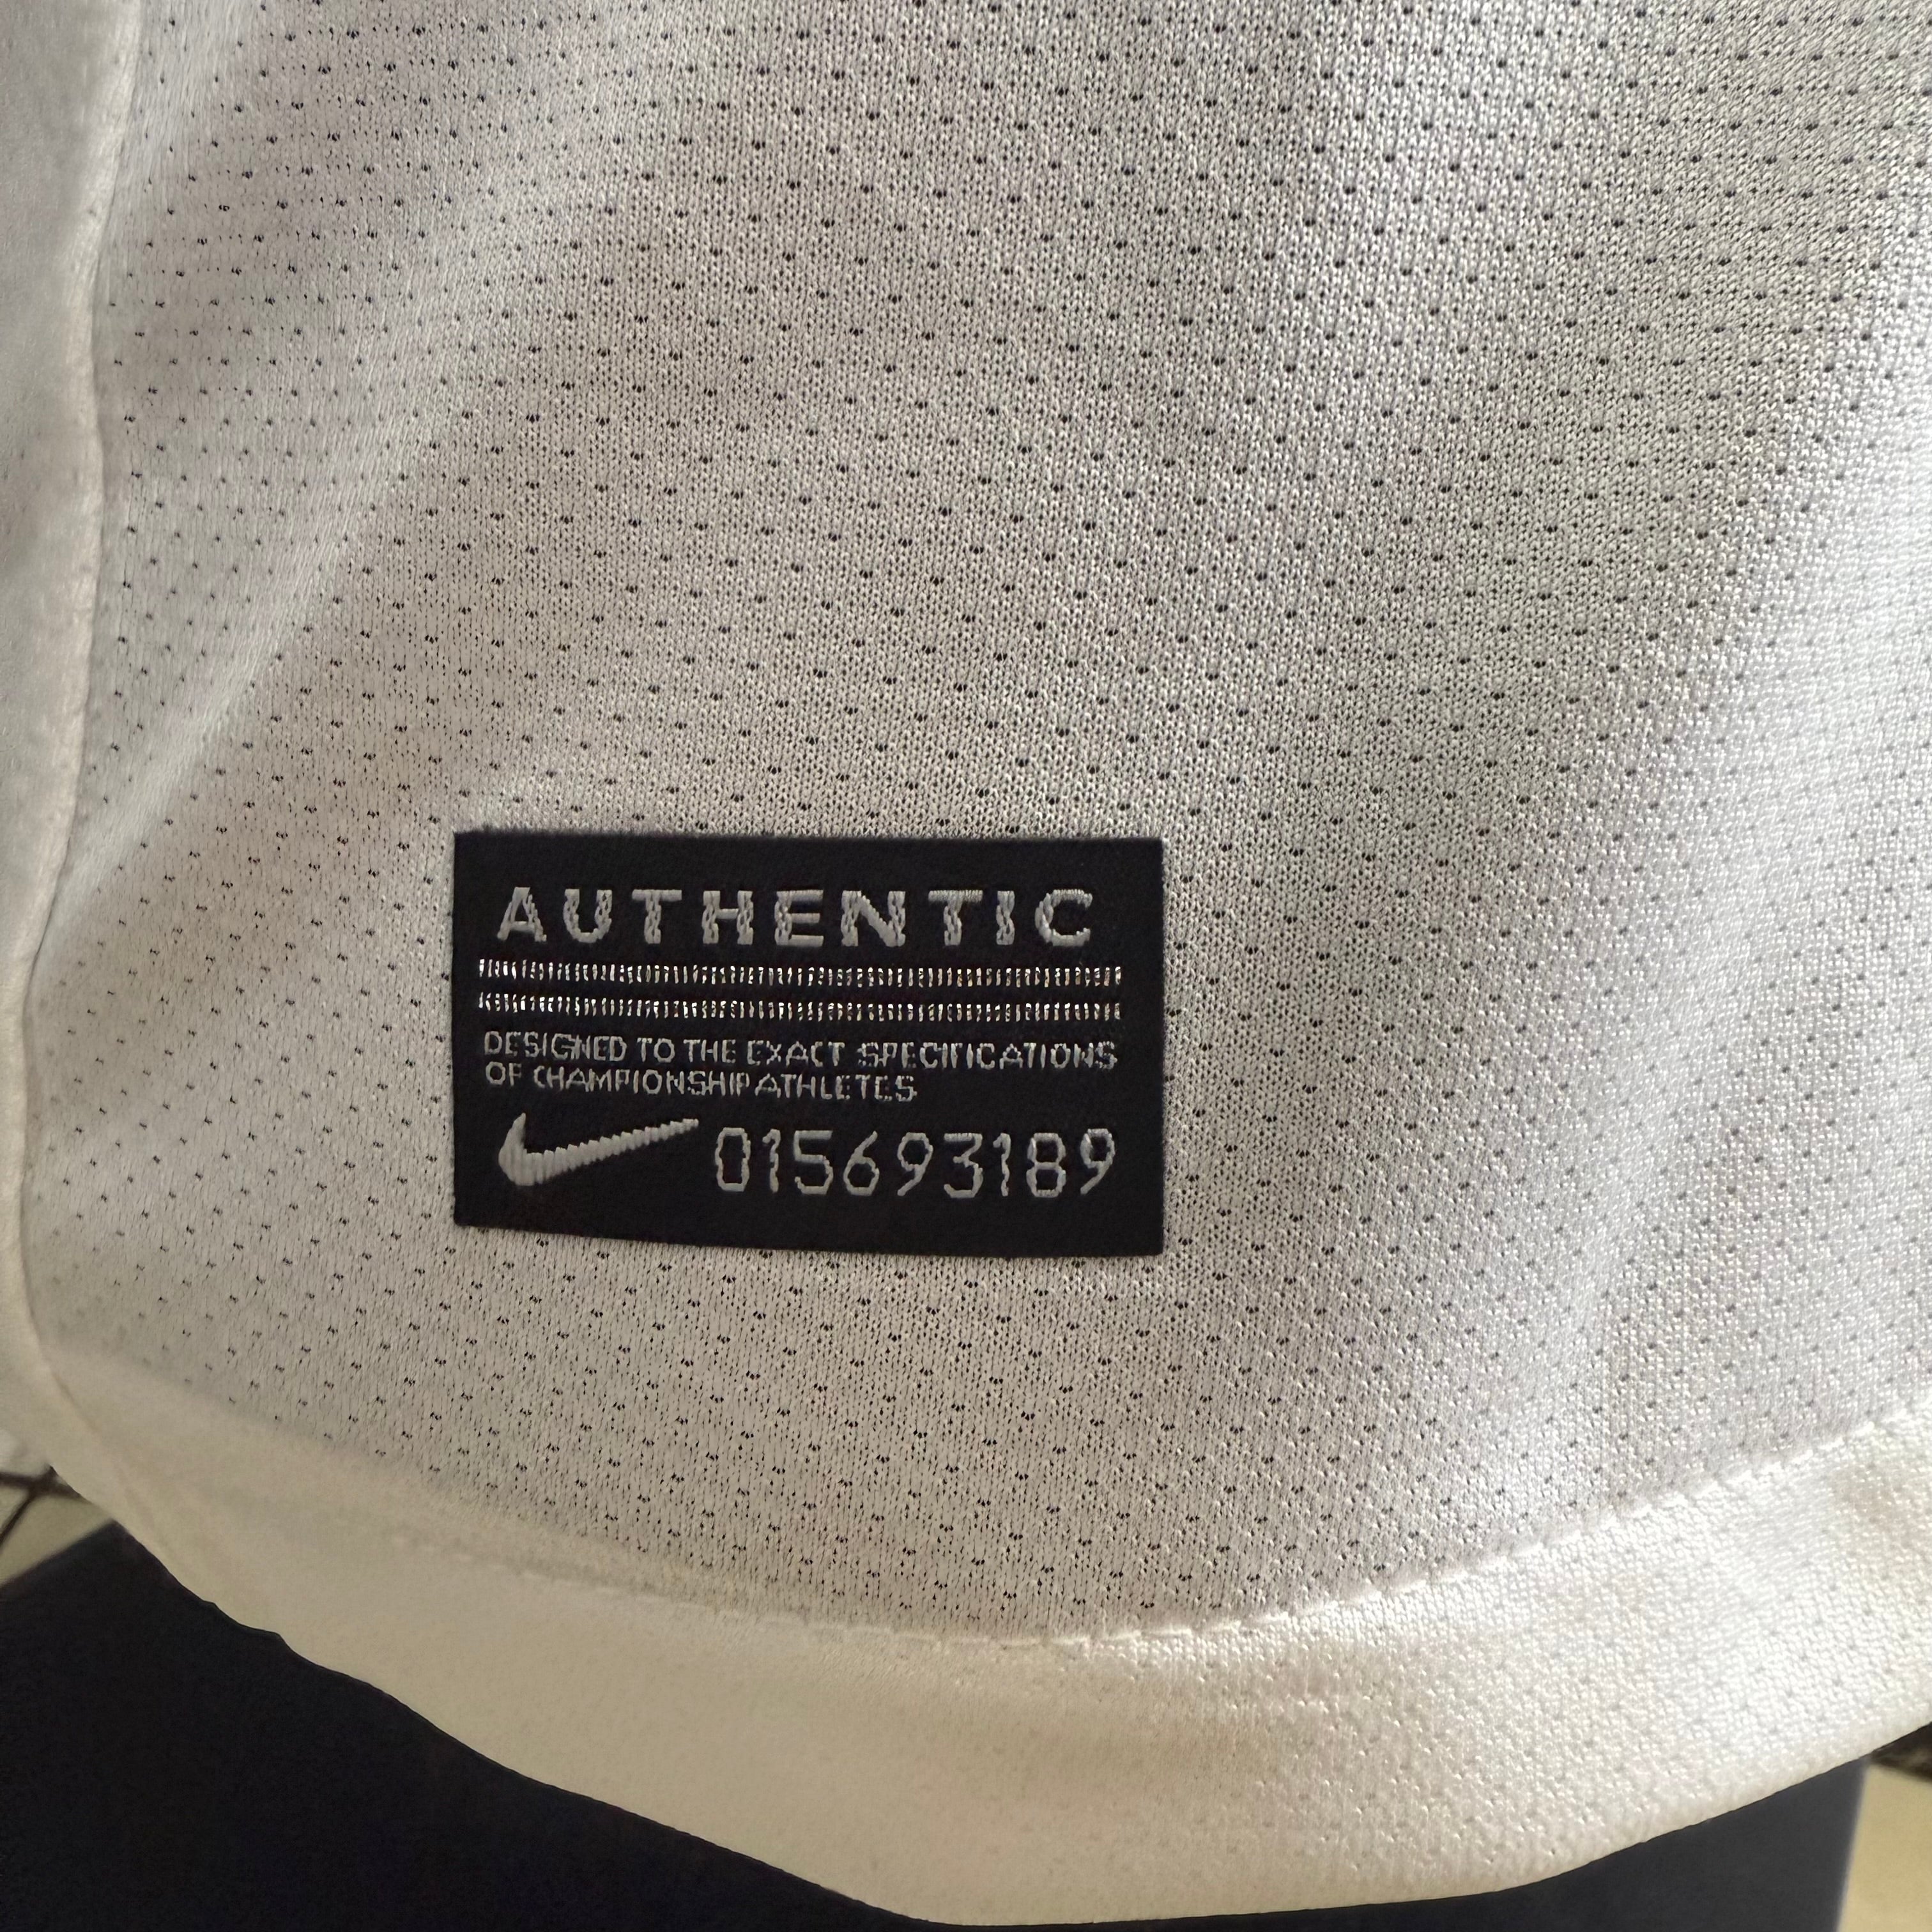 AUTHENTIC
DESIGNED TO THE EXACT SPECIFICATIONS
OF CHAMPIONSHIP ATHLETES
015693189